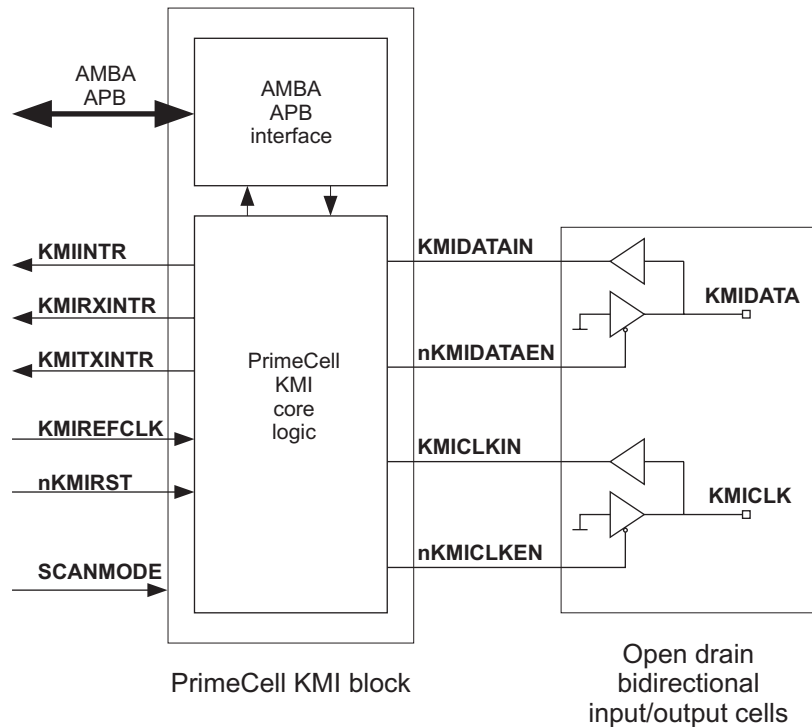 AMBA
APB
AMBA
APB
interface
KMIINTR
KMIRXINTR
KMITXINTR
KMIREFCLK
nKMIRST
SCANMODE
PrimeCell
KMI
core
logic
KMIDATAIN
nKMIDATAEN
KMICLKIN
nKMICLKEN
KMIDATA
KMICLK
PrimeCell KMI block
Open drain
bidirectional
input/output cells